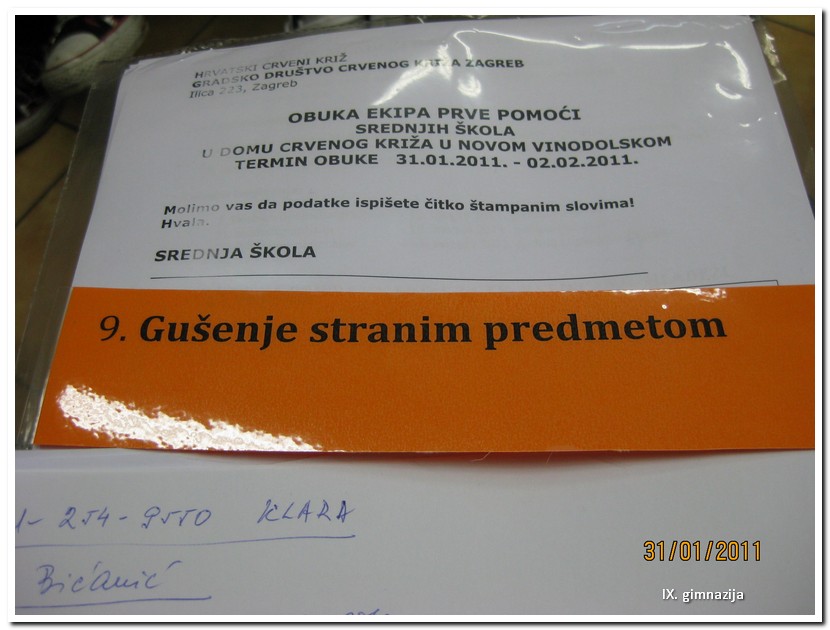 HRVATSKI CRVENI KRIŽ
GRADSKO DRUŠTVO CRVENOG KRIŽA ZAGREB
Ilica 223, Zagreb
OBUKA EKIPA PRVE POMOĆI
SREDNJIH ŠKOLA
U DOMU CRVENOG KRIŽA U NOVOM VINODOLSKOM
TERMIN OBUKE 31.01.2011. - 02.02.2011.
Molimo vas da podatke ispišete čitko štampanim slovima!
Hvala.
SREDNJA ŠKOLA
9. Gušenje stranim predmetom
1- 254-9550 KLARA
Bićanić
31/01/2011
IX. gimnazija